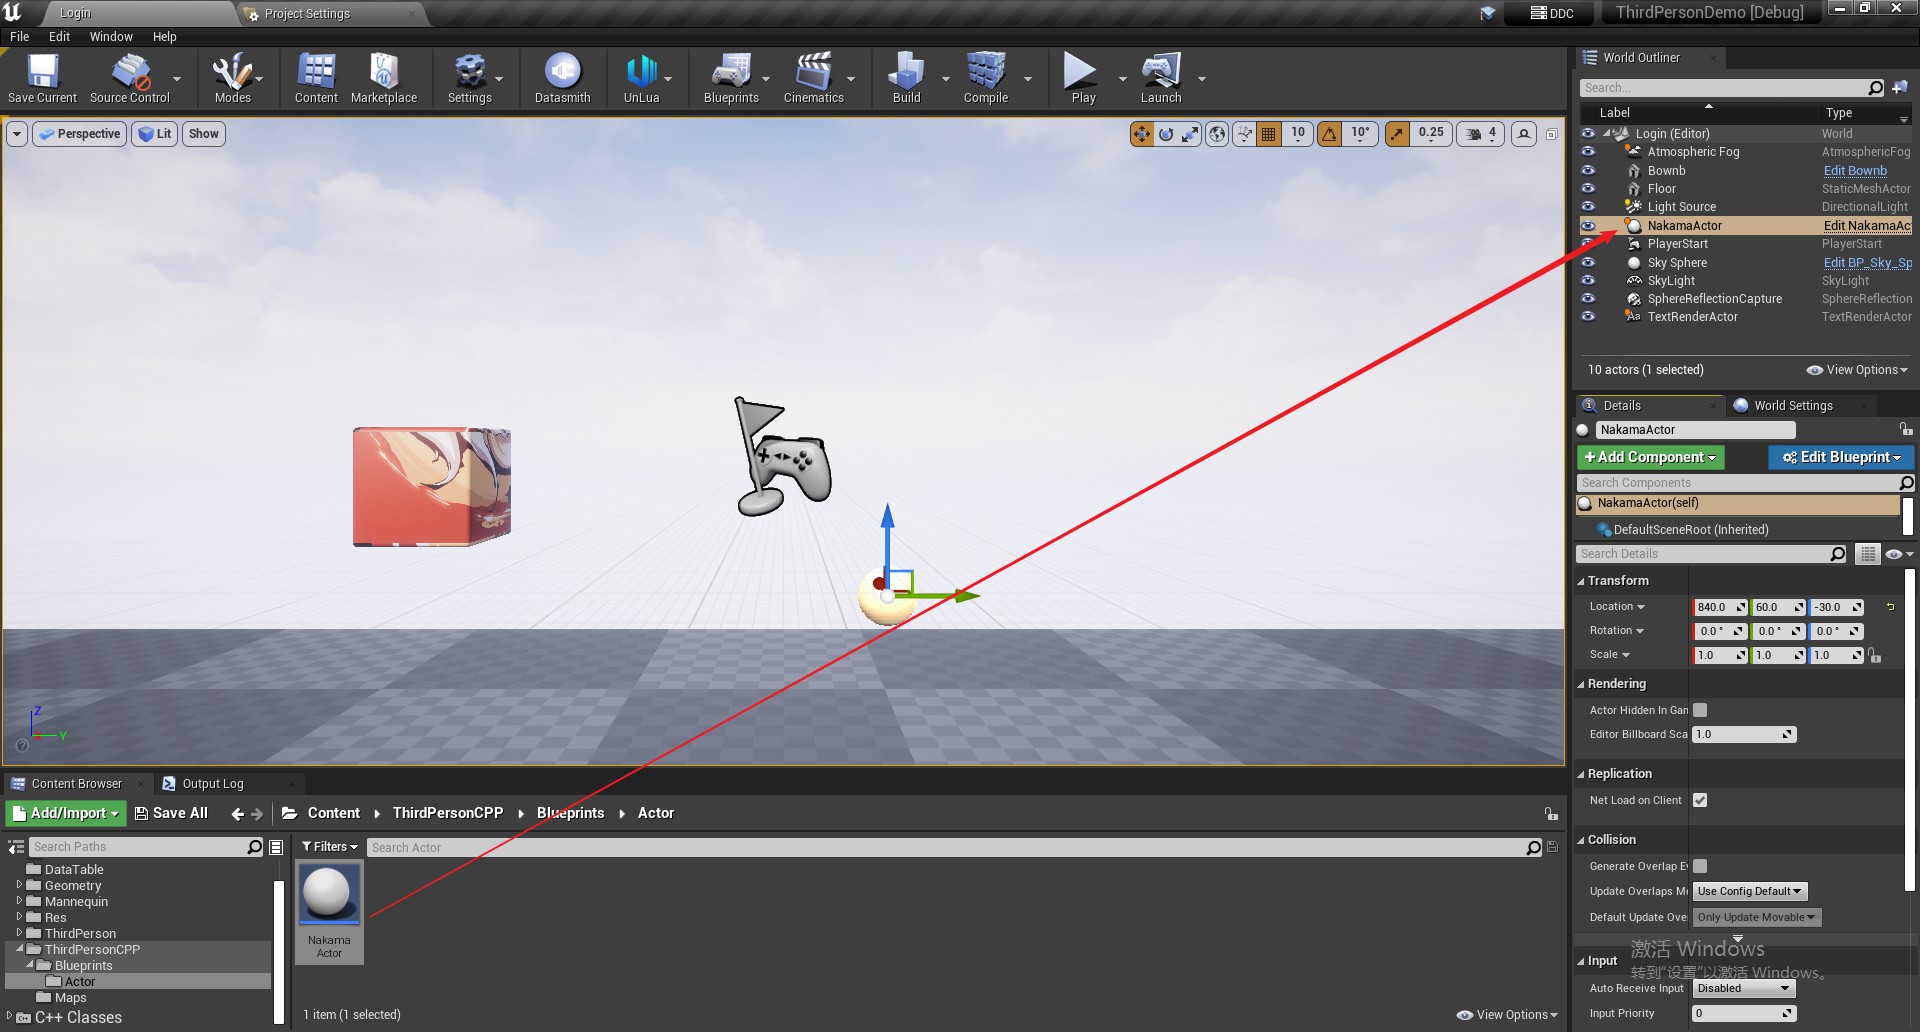 Login
Project Settings
DDC
ThirdPersonDemo [Debug]
File Edit Window Help
Save Current
Source Control
Modes
Content
Marketplace
Settings
Datasmith
UnLua
Blueprints
Cinematics
Build
Compile
Play
Launch
Perspective
Lit
Show
10
10°
0.25
4
Z
Y
World Outliner
Search...
Label Type
Login (Editor) World
Atmospheric Fog AtmosphericFog
Bownb Edit Bownb
Floor StaticMeshActor
Light Source DirectionalLight
NakamaActor Edit NakamaAc
PlayerStart PlayerStart
Sky Sphere Edit BP_Sky_Sp
SkyLight SkyLight
SphereReflectionCapture SphereReflection
TextRenderActor TextRenderActor
10 actors (1 selected)
View Options
Details
World Settings
NakamaActor
+Add Component
Edit Blueprint
Search Components
NakamaActor(self)
DefaultSceneRoot (Inherited)
Search Details
Transform
Location 840.0 60.0 -30.0
Rotation 0.0 ° 0.0 ° 0.0 °
Scale 1.0 1.0 1.0
Rendering
Actor Hidden In Gan
Editor Billboard Sca 1.0
Replication
Net Load on Client
Collision
Generate Overlap Ev
Update Overlaps Me Use Config Default
Default Update Over Only Update Movable
激活 Windows
转到“设置”以激活 Windows。
Input
Auto Receive Input Disabled
Input Priority 0
Content Browser
Output Log
Add/Import
Save All
Content
ThirdPersonCPP
Blueprints
Actor
Search Paths
Filters
Search Actor
DataTable
Geometry
Mannequin
Res
ThirdPerson
ThirdPersonCPP
Blueprints
Actor
Maps
C++ Classes
Nakama
Actor
1 item (1 selected)
View Options